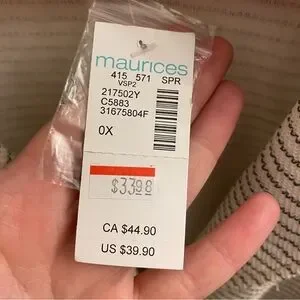 maurices
415 571 SPR
VSP2
217502Y
C5883
31675804F
0X
$33.98
CA $44.90
US $39.90